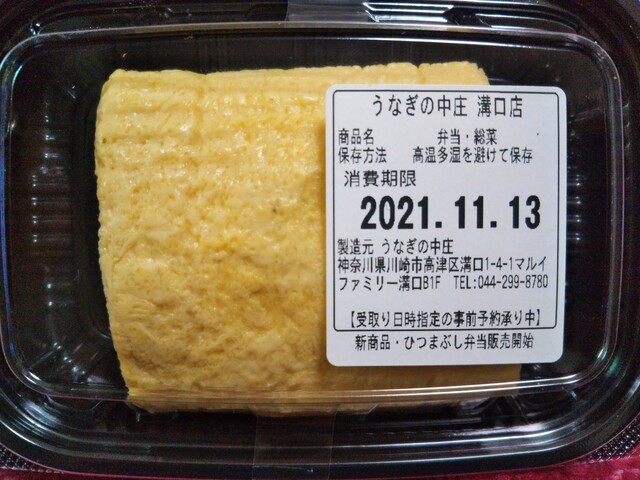 うなぎの中庄 溝口店
商品名 弁当・総菜
保存方法 高温多湿を避けて保存
消費期限
2021.11.13
製造元 うなぎの中庄
神奈川県川崎市高津区溝口1-4-1マルイ
ファミリー溝口B1F TEL:044-299-8780
【受取り日時指定の事前予約承り中】
新商品・ひつまぶし弁当販売開始